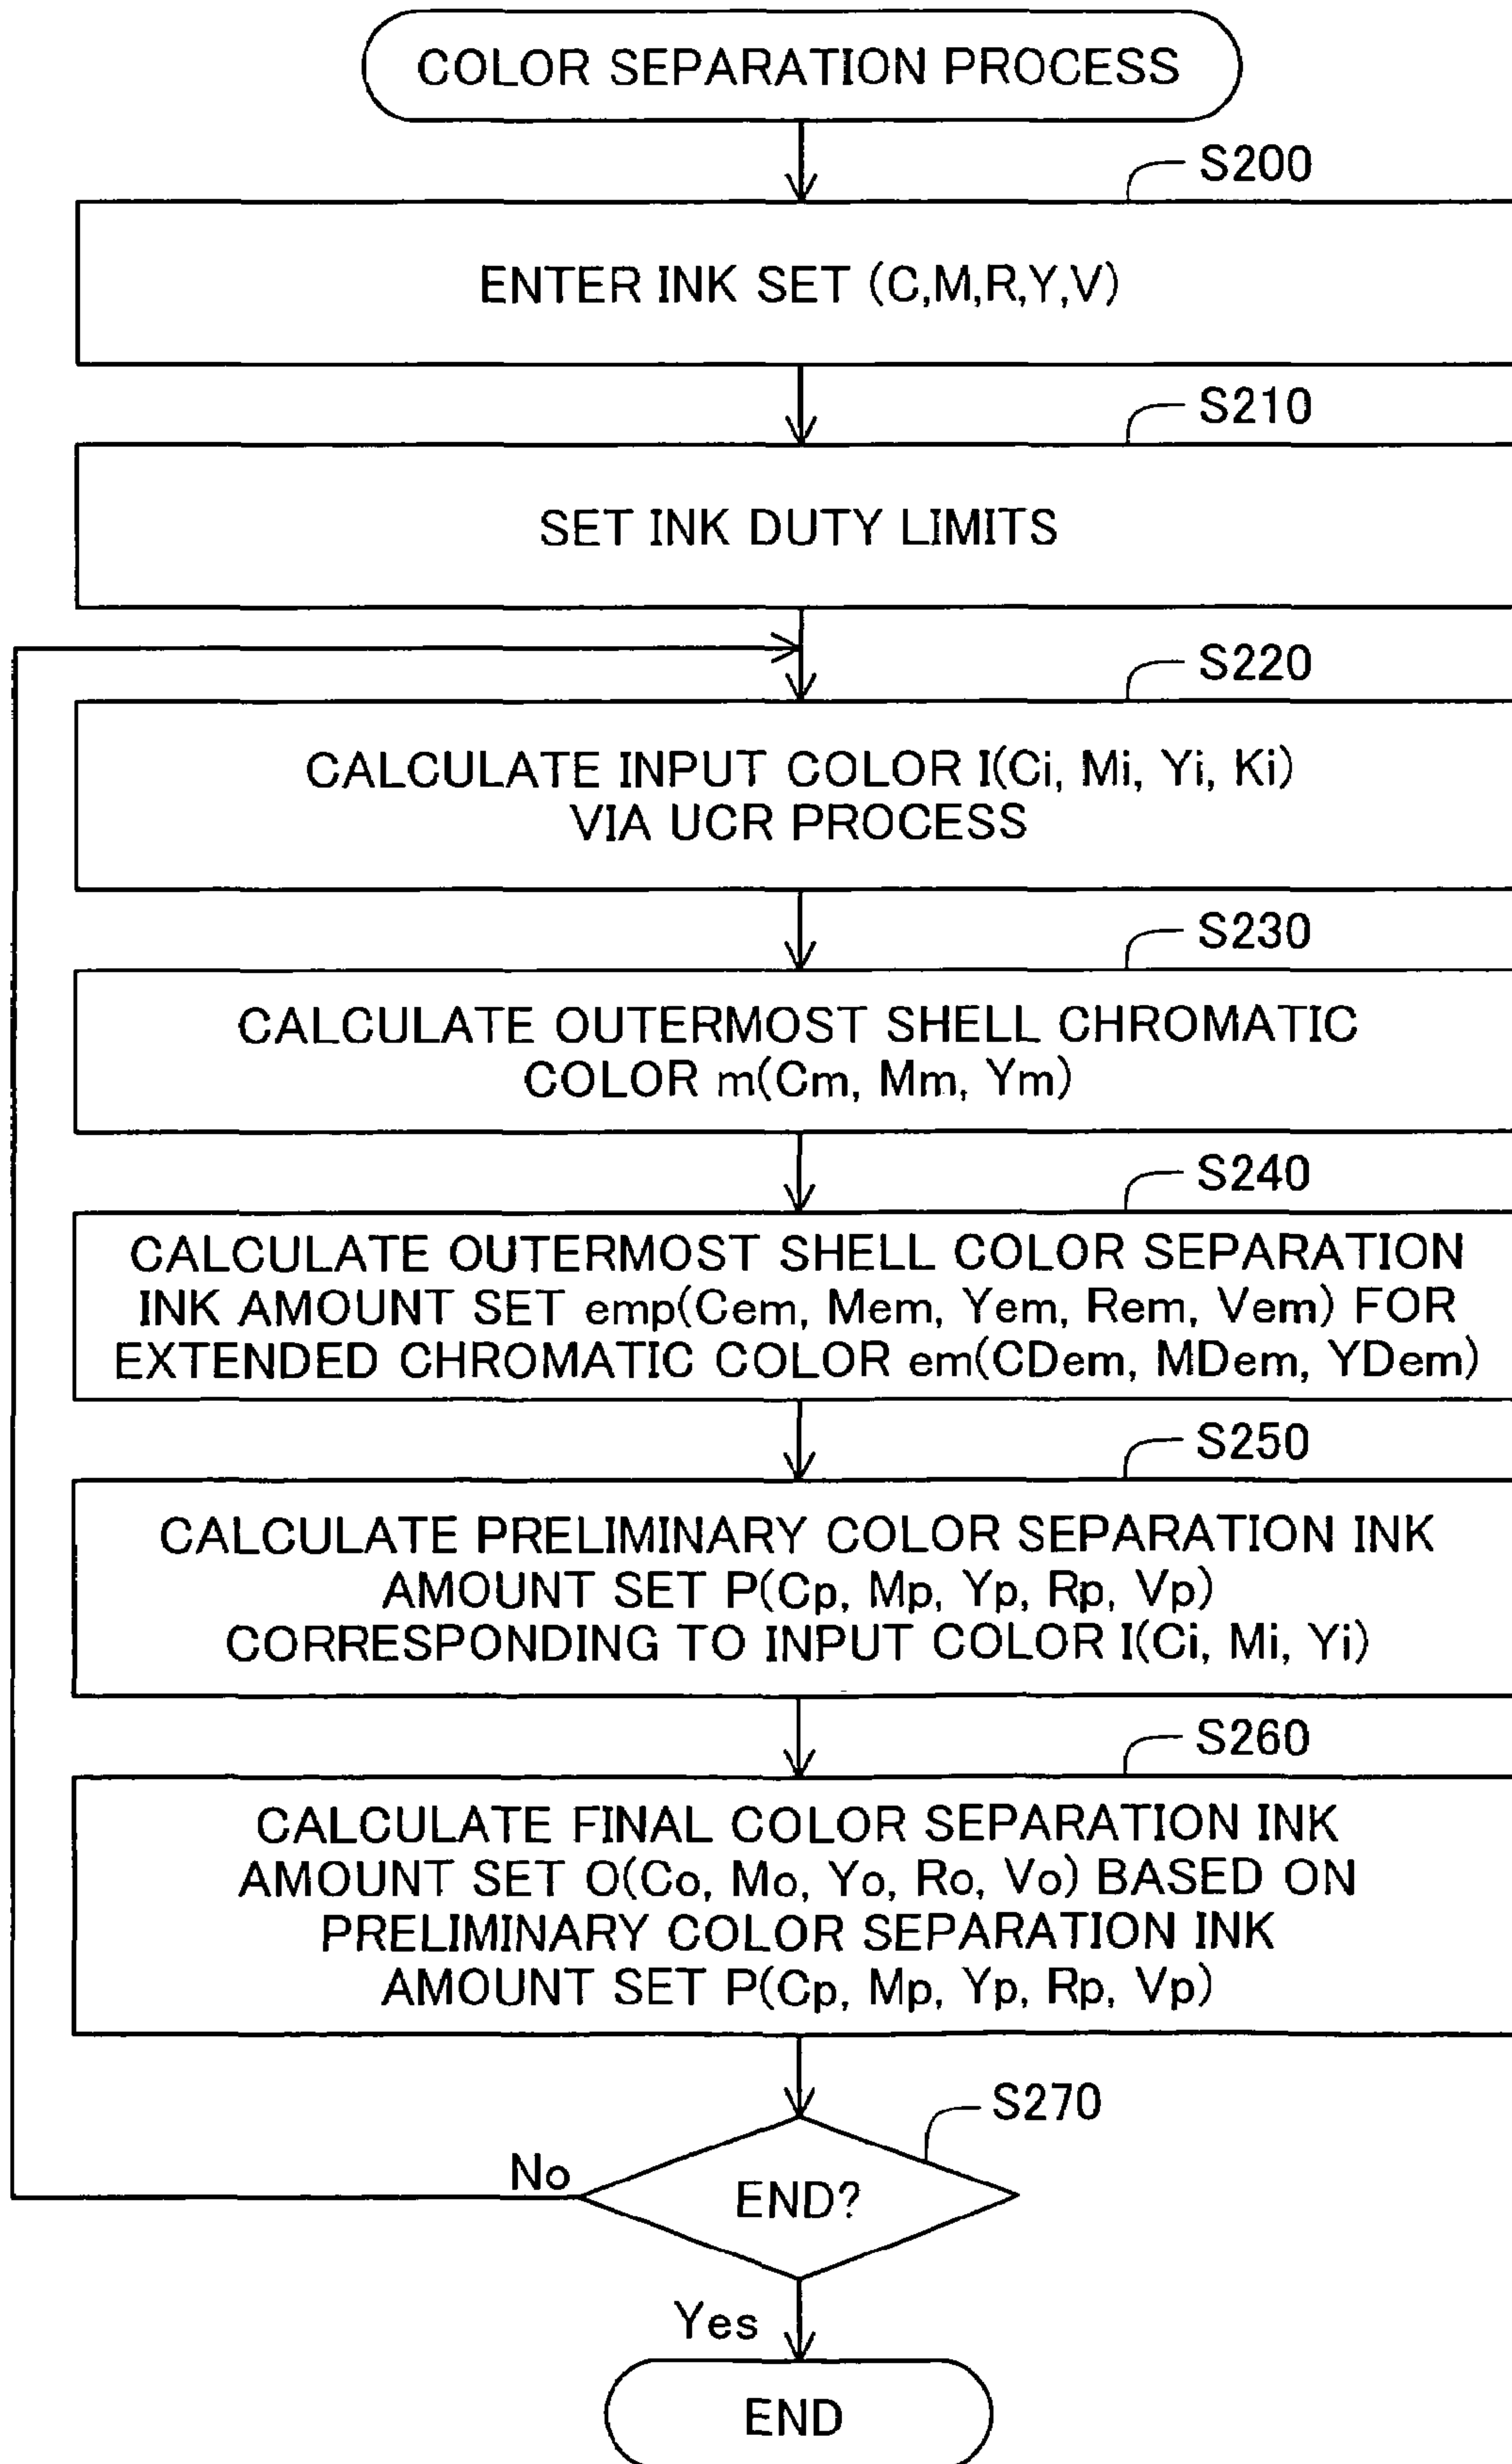 COLOR SEPARATION PROCESS
S200
ENTER INK SET (C,M,R,Y,V)
S210
SET INK DUTY LIMITS
S220
CALCULATE INPUT COLOR I(Ci, Mi, Yi, Ki)
VIA UCR PROCESS
S230
CALCULATE OUTERMOST SHELL CHROMATIC
COLOR m(Cm, Mm, Ym)
S240
CALCULATE OUTERMOST SHELL COLOR SEPARATION
INK AMOUNT SET emp(Cem, Mem, Yem, Rem, Vem) FOR
EXTENDED CHROMATIC COLOR em(CDem, MDem, YDem)
S250
CALCULATE PRELIMINARY COLOR SEPARATION INK
AMOUNT SET P(Cp, Mp, Yp, Rp, Vp)
CORRESPONDING TO INPUT COLOR I(Ci, Mi, Yi)
S260
CALCULATE FINAL COLOR SEPARATION INK
AMOUNT SET O(Co, Mo, Yo, Ro, Vo) BASED ON
PRELIMINARY COLOR SEPARATION INK
AMOUNT SET P(Cp, Mp, Yp, Rp, Vp)
S270
No
END?
Yes
END